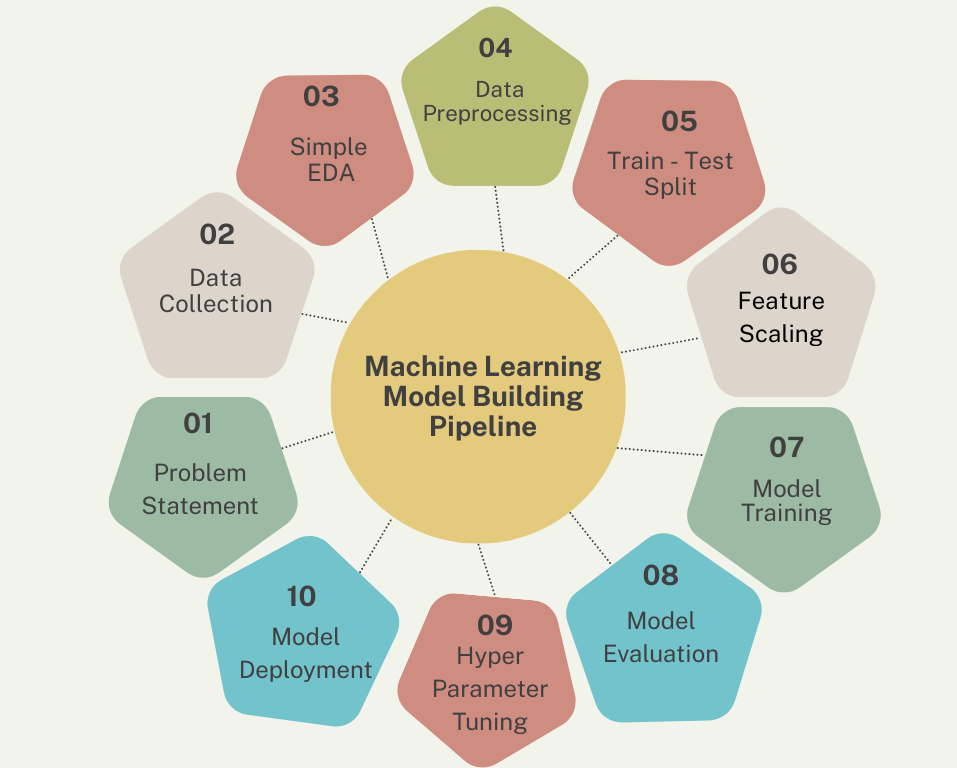 Machine Learning
Model Building
Pipeline
01
Problem
Statement
02
Data
Collection
03
Simple
EDA
04
Data
Preprocessing
05
Train - Test
Split
06
Feature
Scaling
07
Model
Training
08
Model
Evaluation
09
Hyper
Parameter
Tuning
10
Model
Deployment